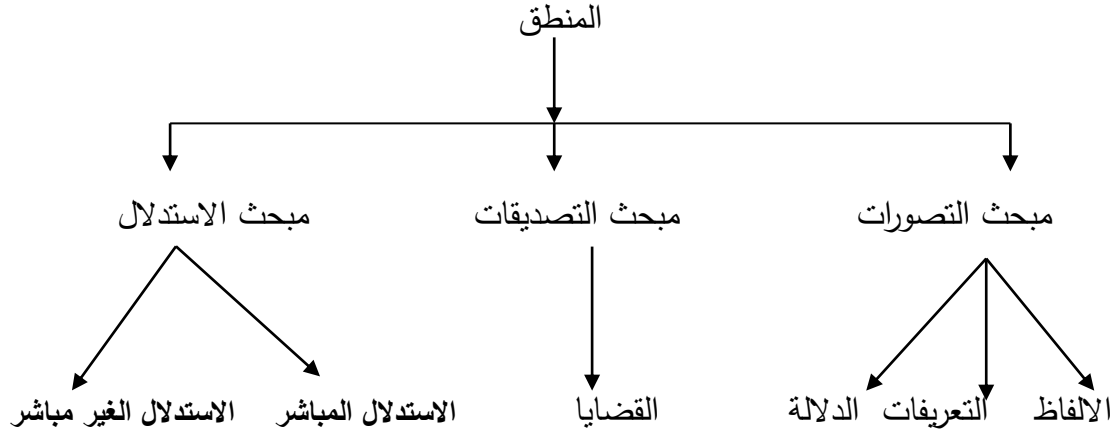 المنطق
مبحث التصورات مبحث التصديقات مبحث الاستدلال
الالفاظ التعريفات الدلالة القضايا الاستدلال المباشر الاستدلال الغير مباشر